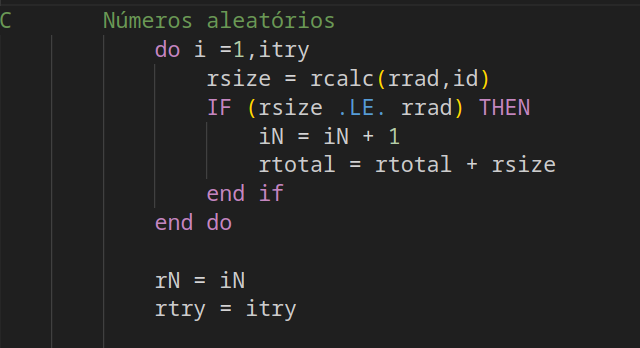 C Números aleatórios
do i =1,itry
rsize = rcalc(rrad,id)
IF (rsize .LE. rrad) THEN
iN = iN + 1
rtotal = rtotal + rsize
end if
end do
rN = iN
rtry = itry